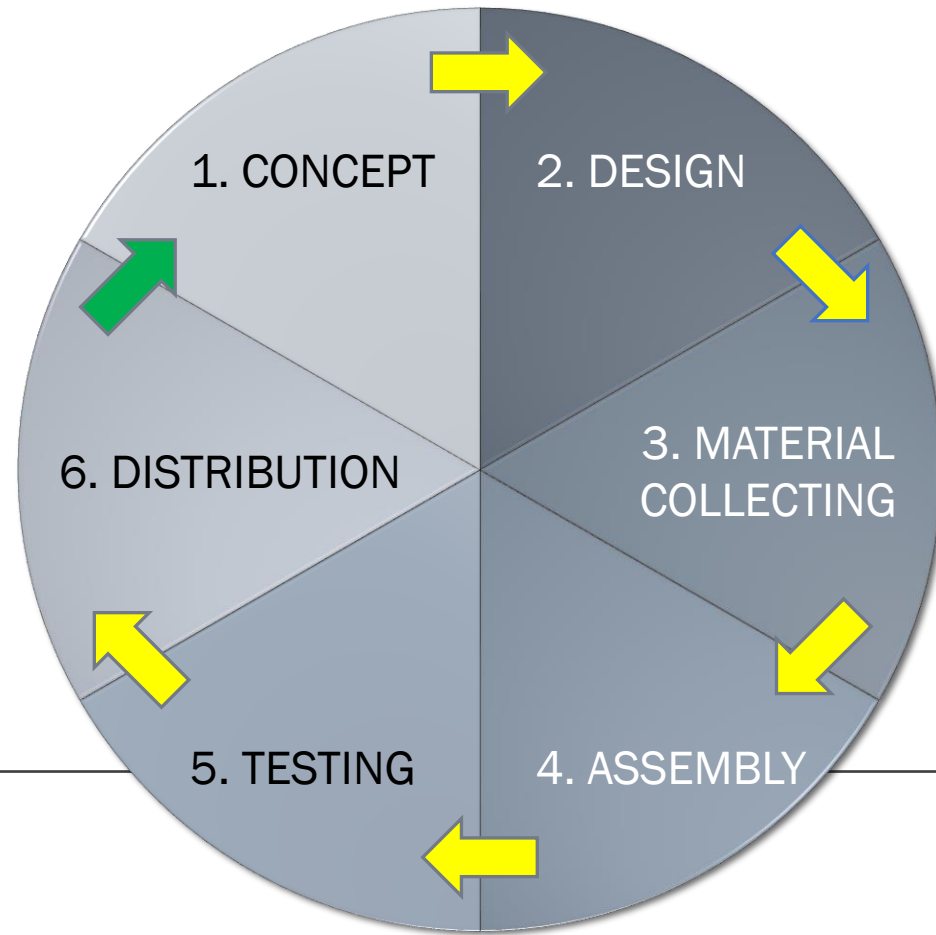 1. CONCEPT
2. DESIGN
3. MATERIAL
COLLECTING
4. ASSEMBLY
5. TESTING
6. DISTRIBUTION